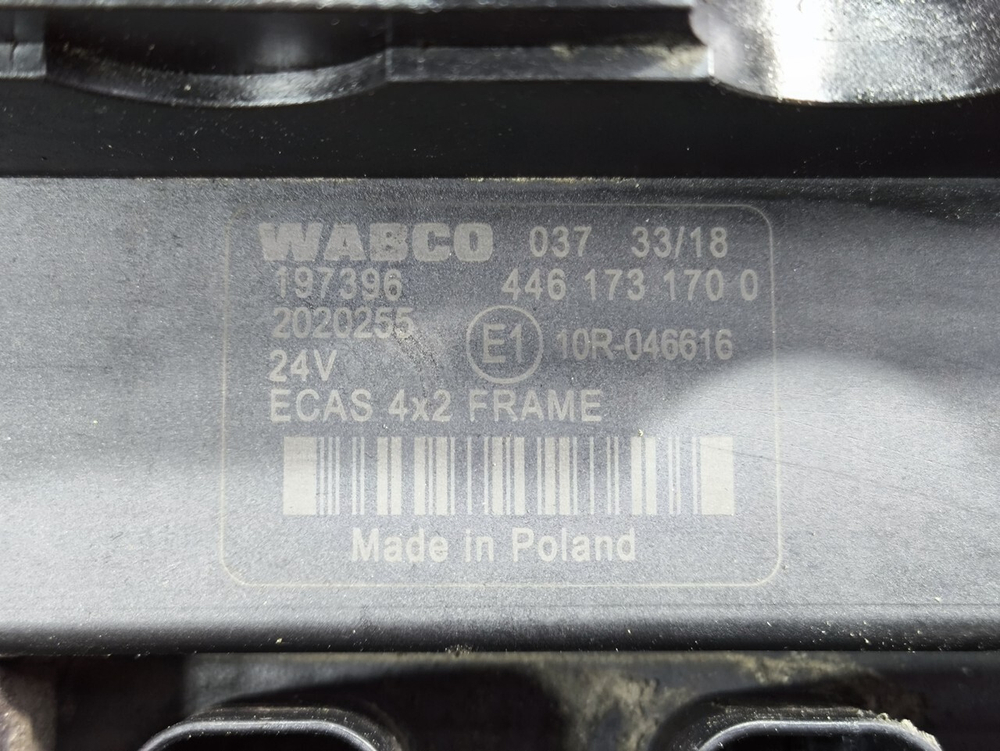 WABCO 037 33/18
197396 446 173 170 0
2020255 E1 10R-046616
24V
ECAS 4x2 FRAME
Made in Poland